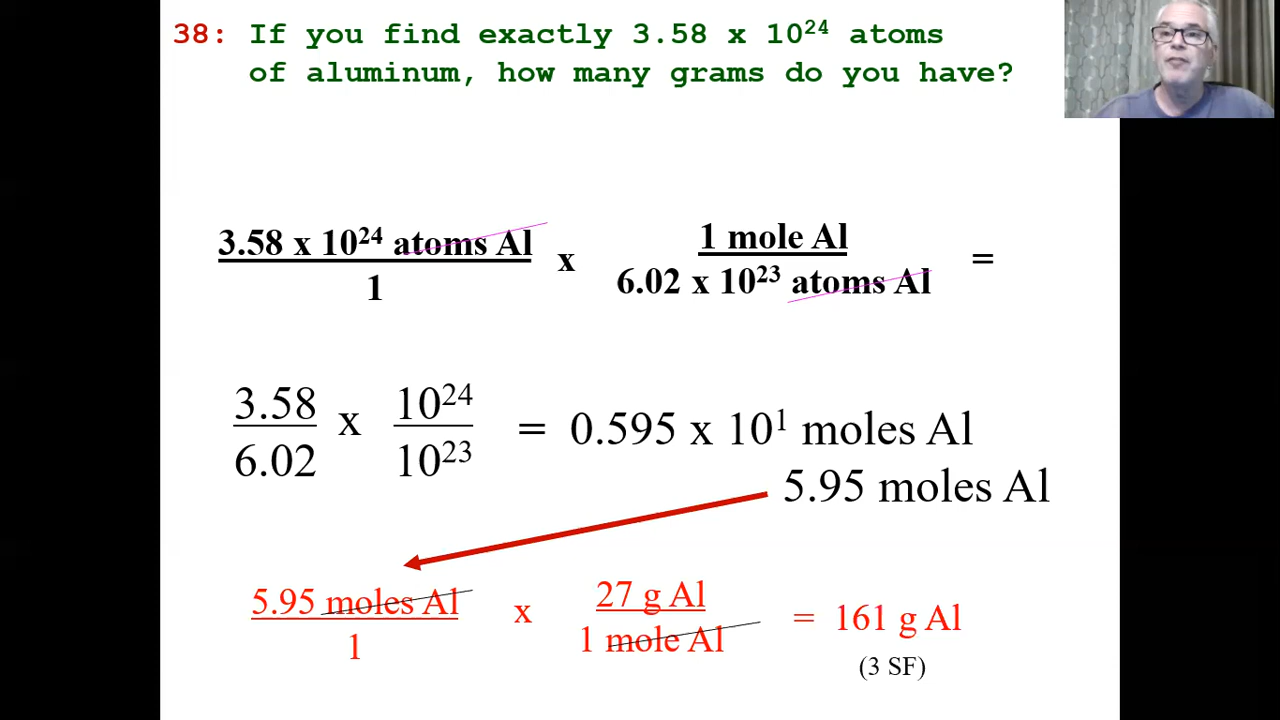 38: If you find exactly 3.58 x 10²⁴ atoms
of aluminum, how many grams do you have?
3.58 x 10²⁴ atoms Al
1
x
1 mole Al
6.02 x 10²³ atoms Al
=
3.58
6.02
x
10²⁴
10²³
= 0.595 x 10¹ moles Al
5.95 moles Al
5.95 moles Al
1
x
27 g Al
1 mole Al
= 161 g Al
(3 SF)